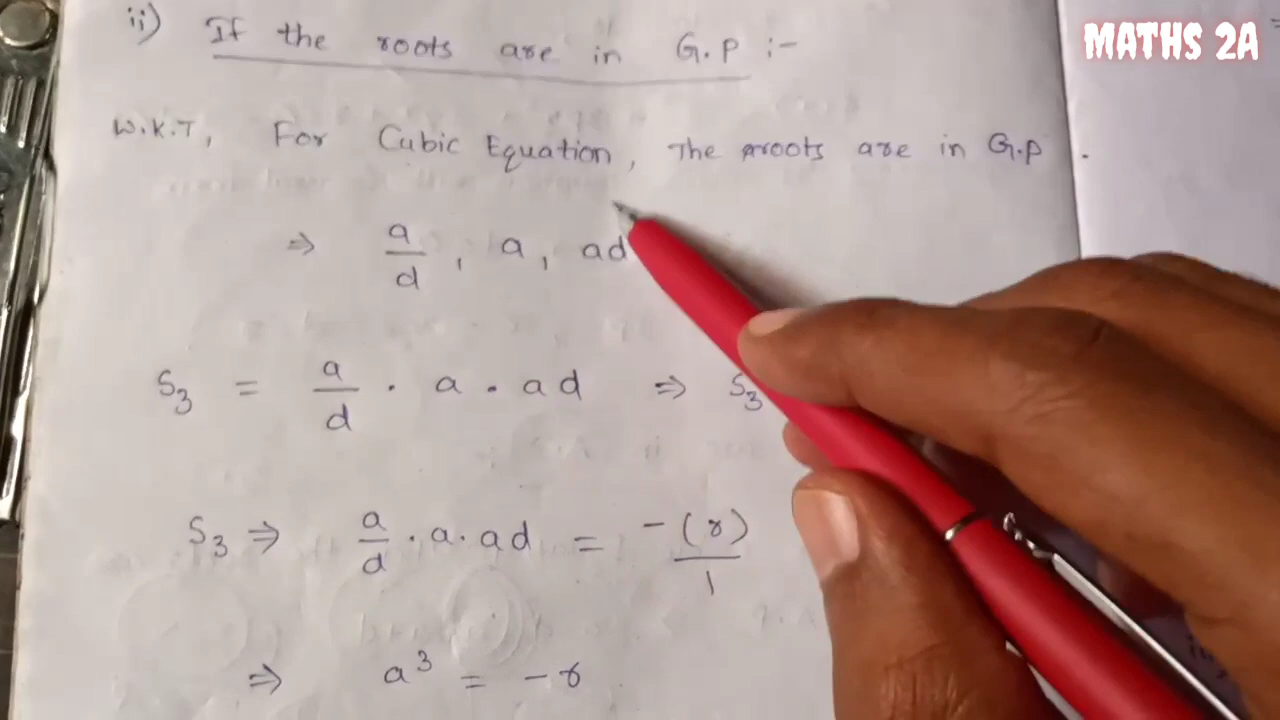 MATHS 2A
ii) If the roots are in G.P :-
W.K.T, For Cubic Equation, The roots are in G.P.
⇒ a/d, a, ad
S₃ = a/d · a · ad ⇒ S₃
S₃ ⇒ a/d · a · ad = -(r)/1
⇒ a³ = -r